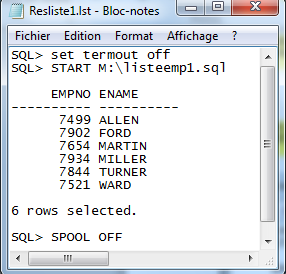 Resliste1.lst - Bloc-notes
Fichier Edition Format Affichage ?
SQL> set termout off
SQL> START M:\listeemp1.sql
EMPNO ENAME
---------- ----------
7499 ALLEN
7902 FORD
7654 MARTIN
7934 MILLER
7844 TURNER
7521 WARD
6 rows selected.
SQL> SPOOL OFF